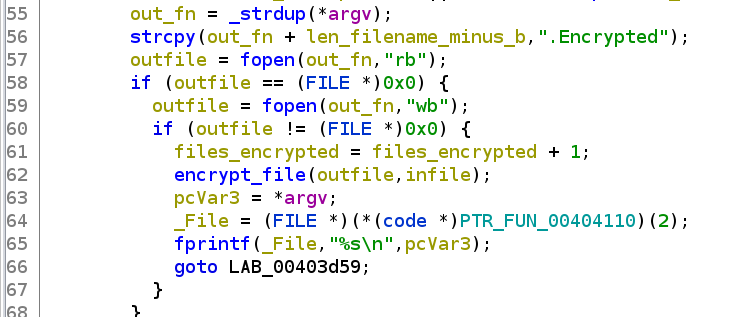 55 out_fn = _strdup(*argv);
56 strcpy(out_fn + len_filename_minus_b,".Encrypted");
57 outfile = fopen(out_fn,"rb");
58 if (outfile == (FILE *)0x0) {
59 outfile = fopen(out_fn,"wb");
60 if (outfile != (FILE *)0x0) {
61 files_encrypted = files_encrypted + 1;
62 encrypt_file(outfile,infile);
63 pcVar3 = *argv;
64 _File = (FILE *)(*(code *)PTR_FUN_00404110)(2);
65 fprintf(_File,"%s\n",pcVar3);
66 goto LAB_00403d59;
67 }
68 }